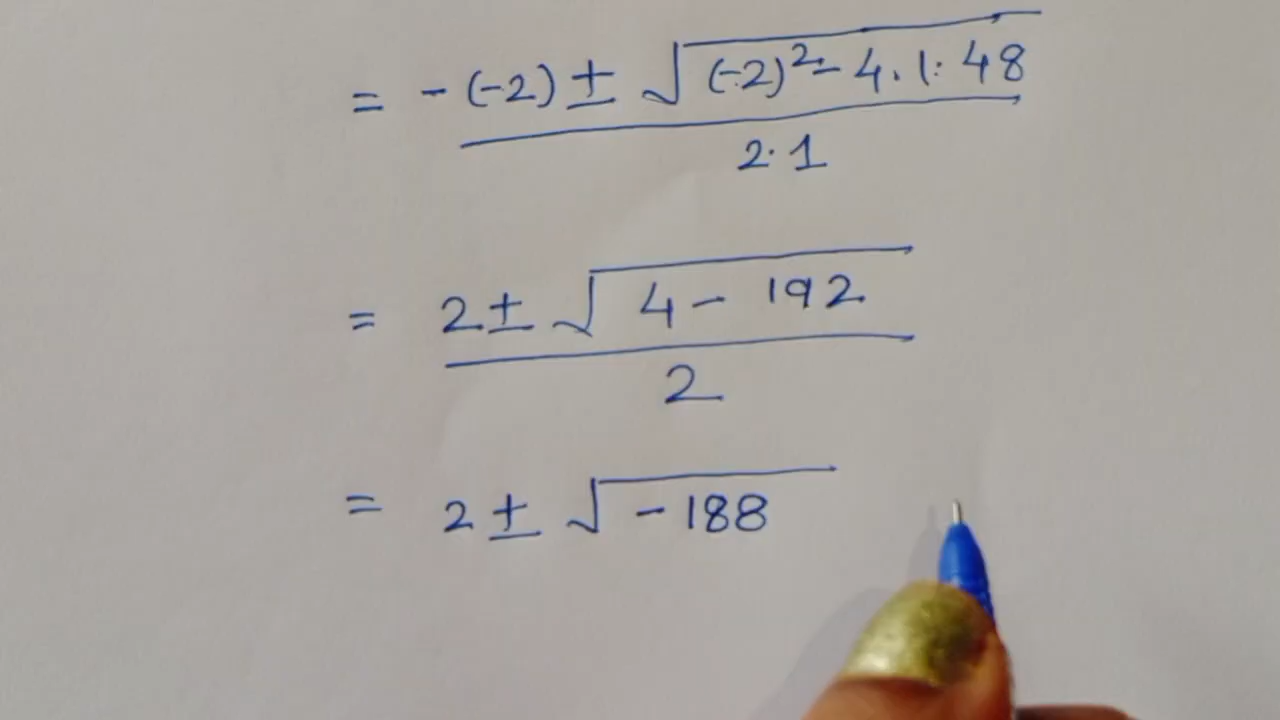 = -(-2) ± √(-2)² - 4.1.48
2.1
= 2 ± √4 - 192
2
= 2 ± √-188